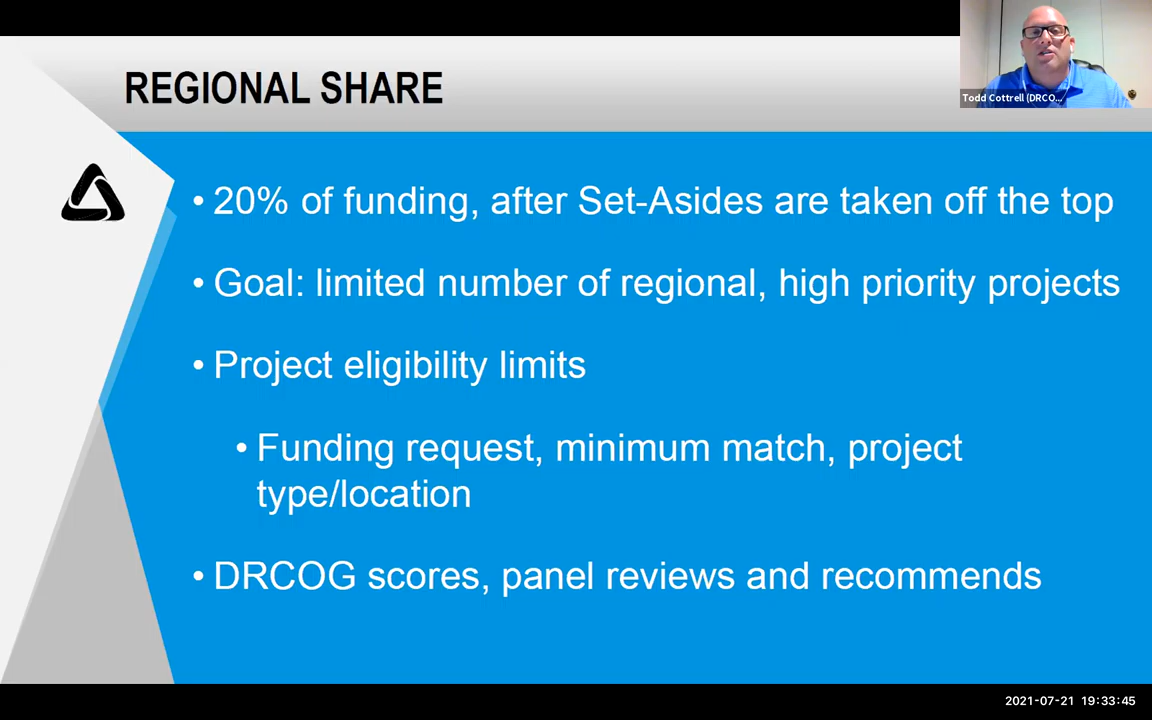 REGIONAL SHARE
Todd Cottrell (DRCO...
• 20% of funding, after Set-Asides are taken off the top
• Goal: limited number of regional, high priority projects
• Project eligibility limits
• Funding request, minimum match, project
type/location
• DRCOG scores, panel reviews and recommends
2021-07-21 19:33:45